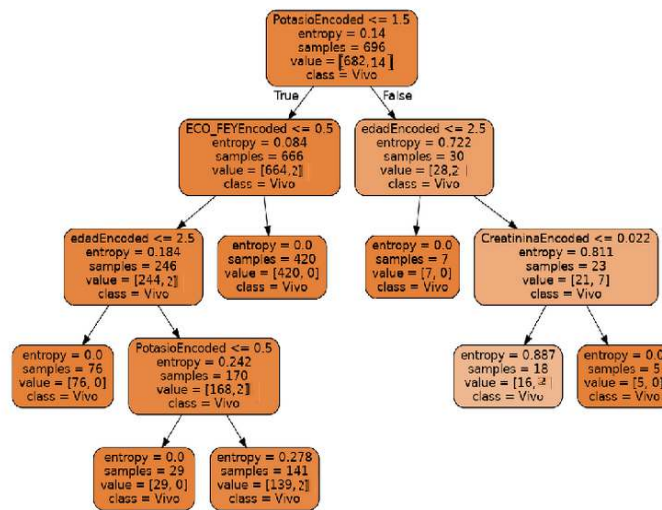 PotasioEncoded <= 1.5
entropy = 0.14
samples = 696
value = [682,14]
class = Vivo
True
False
ECO_FEYEncoded <= 0.5
entropy = 0.084
samples = 666
value = [664,2]
class = Vivo
edadEncoded <= 2.5
entropy = 0.722
samples = 30
value = [28,2]
class = Vivo
edadEncoded <= 2.5
entropy = 0.184
samples = 246
value = [244,2]
class = Vivo
entropy = 0.0
samples = 420
value = [420, 0]
class = Vivo
entropy = 0.0
samples = 7
value = [7, 0]
class = Vivo
CreatininaEncoded <= 0.022
entropy = 0.811
samples = 23
value = [21, 7]
class = Vivo
entropy = 0.0
samples = 76
value = [76, 0]
class = Vivo
PotasioEncoded <= 0.5
entropy = 0.242
samples = 170
value = [168,2]
class = Vivo
entropy = 0.887
samples = 18
value = [16,
class = Vivo
entropy = 0.0
samples = 5
value = [5, 0]
class = Vivo
entropy = 0.0
samples = 29
value = [29, 0]
class = Vivo
entropy = 0.278
samples = 141
value = [139,2]
class = Vivo